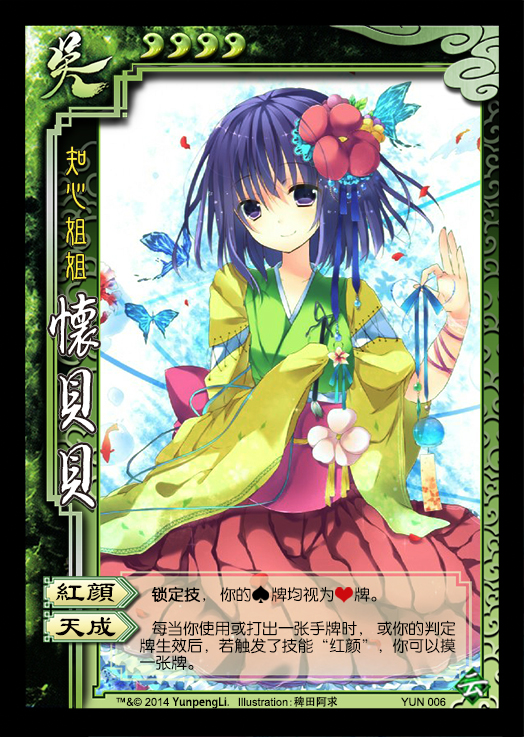 吴
知心姐姐
懷貝貝
紅顔
锁定技，你的♠牌均视为♥牌。
天成
每当你使用或打出一张手牌时，或你的判定
牌生效后，若触发了技能“红颜”，你可以摸
一张牌。
云
™&© 2014 YunpengLi. Illustration：稗田阿求
YUN 006